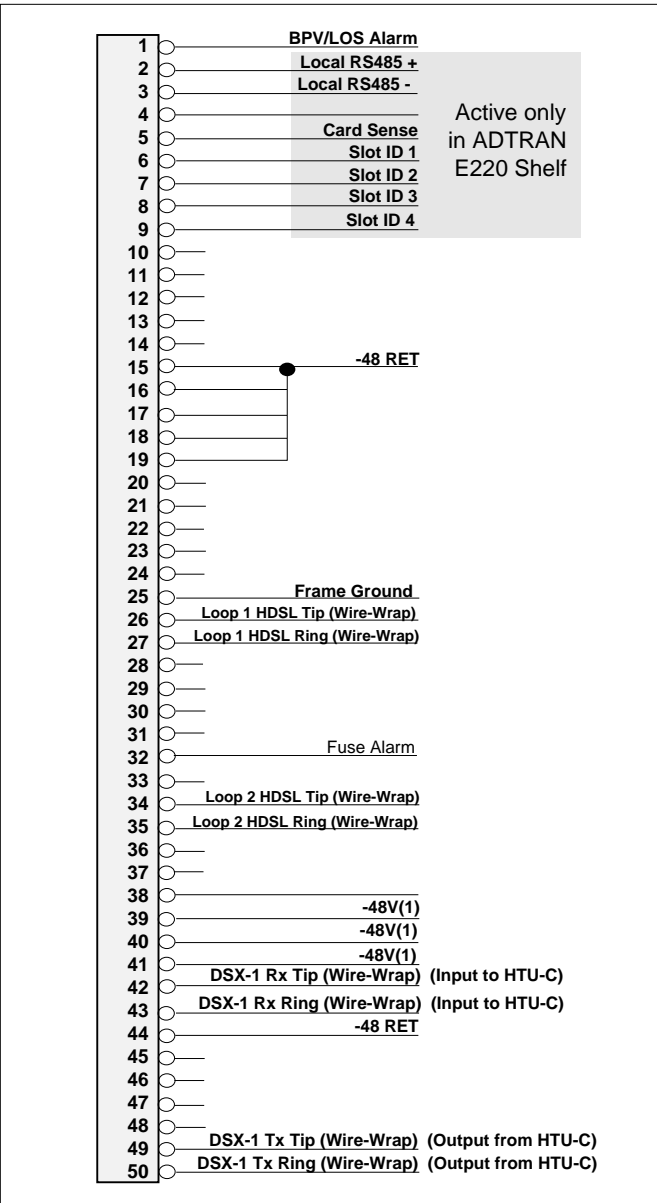 1 BPV/LOS Alarm
2 Local RS485 +
3 Local RS485 -
4
5 Card Sense
6 Slot ID 1
7 Slot ID 2
8 Slot ID 3
9 Slot ID 4
Active only
in ADTRAN
E220 Shelf
10
11
12
13
14
15 -48 RET
16
17
18
19
20
21
22
23
24
25 Frame Ground
26 Loop 1 HDSL Tip (Wire-Wrap)
27 Loop 1 HDSL Ring (Wire-Wrap)
28
29
30
31
32 Fuse Alarm
33
34 Loop 2 HDSL Tip (Wire-Wrap)
35 Loop 2 HDSL Ring (Wire-Wrap)
36
37
38
39 -48V(1)
40 -48V(1)
41 -48V(1)
42 DSX-1 Rx Tip (Wire-Wrap) (Input to HTU-C)
43 DSX-1 Rx Ring (Wire-Wrap) (Input to HTU-C)
44 -48 RET
45
46
47
48
49 DSX-1 Tx Tip (Wire-Wrap) (Output from HTU-C)
50 DSX-1 Tx Ring (Wire-Wrap) (Output from HTU-C)